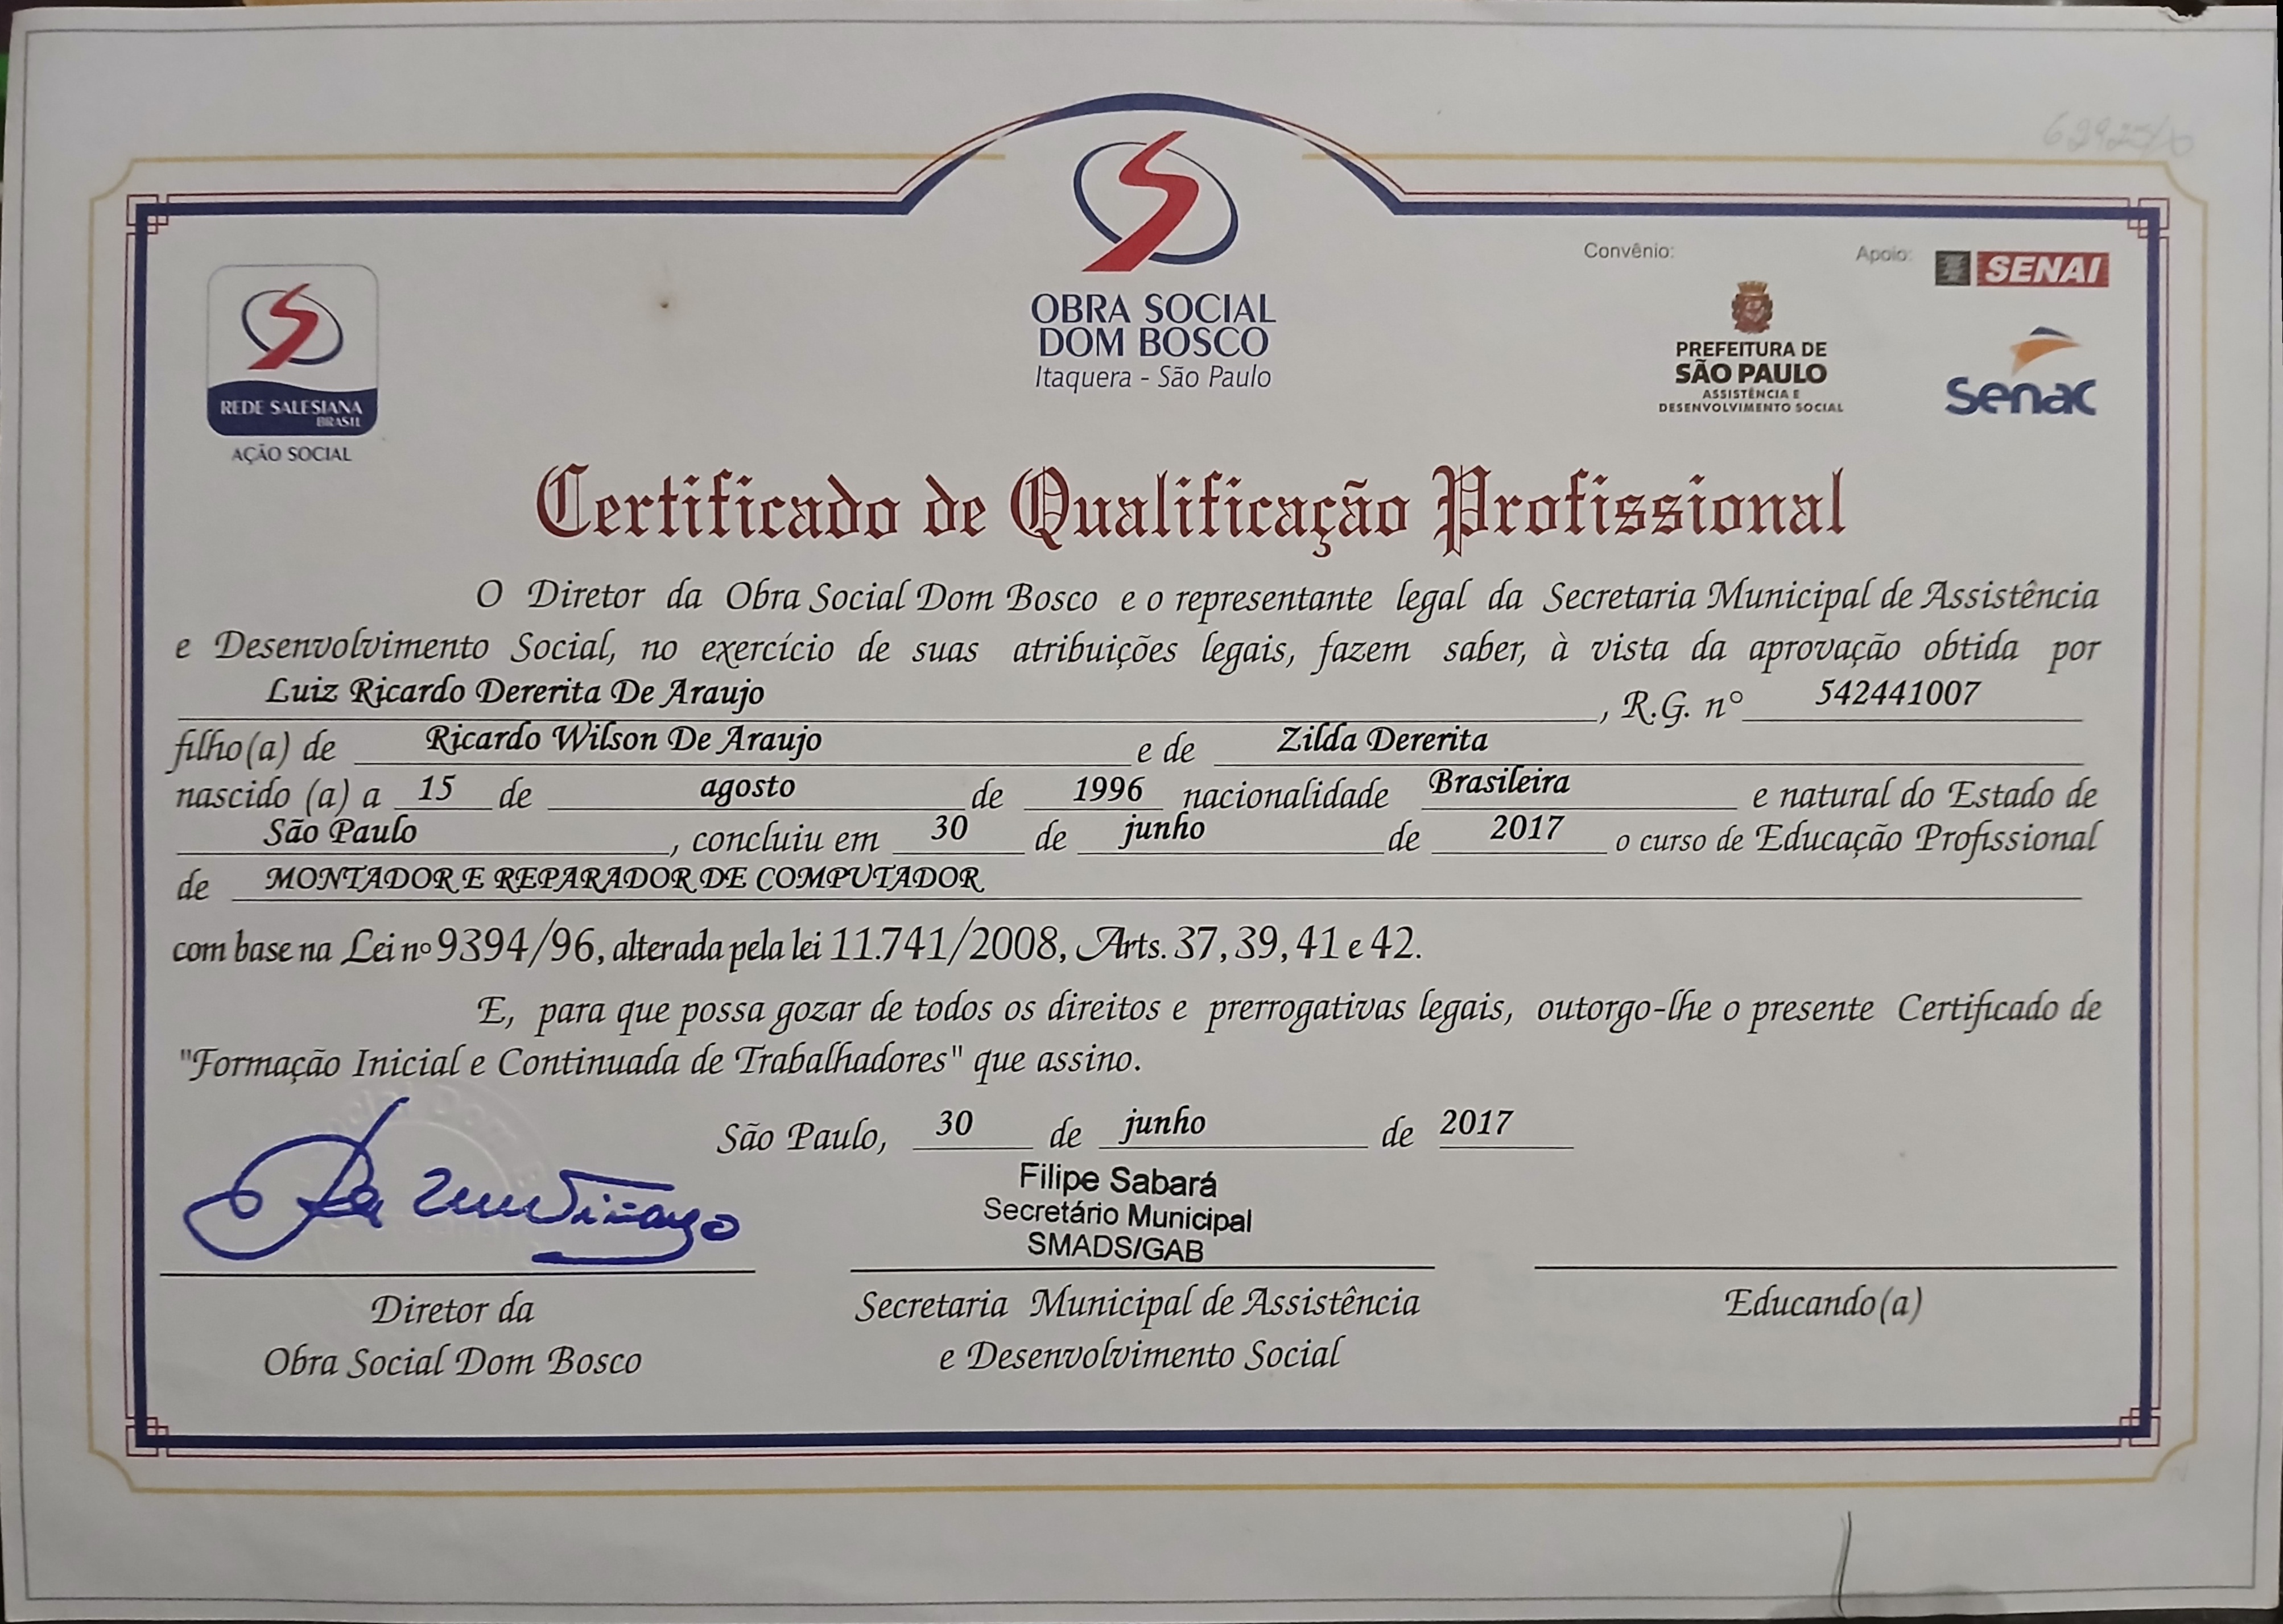 OBRA SOCIAL
DOM BOSCO
Itaquera - São Paulo
REDE SALESIANA
BRASIL
AÇÃO SOCIAL
Convênio:
PREFEITURA DE
SÃO PAULO
ASSISTÊNCIA E
DESENVOLVIMENTO SOCIAL
Apoio:
SENAI
Senac
Certificado de Qualificação Profissional
O Diretor da Obra Social Dom Bosco e o representante legal da Secretaria Municipal de Assistência
e Desenvolvimento Social, no exercício de suas atribuições legais, fazem saber, à vista da aprovação obtida por
Luiz Ricardo Dererita De Araujo, R.G. nº 542441007
filho(a) de Ricardo Wilson De Araujo e de Zilda Dererita
nascido (a) a 15 de agosto de 1996 nacionalidade Brasileira e natural do Estado de
São Paulo, concluiu em 30 de junho de 2017 o curso de Educação Profissional
de MONTADOR E REPARADOR DE COMPUTADOR
com base na Lei nº 9394/96, alterada pela lei 11.741/2008, Arts. 37, 39, 41 e 42.
E, para que possa gozar de todos os direitos e prerrogativas legais, outorgo-lhe o presente Certificado de
"Formação Inicial e Continuada de Trabalhadores" que assino.
São Paulo, 30 de junho de 2017
Filipe Sabará
Secretário Municipal
SMADS/GAB
Diretor da
Obra Social Dom Bosco
Secretaria Municipal de Assistência
e Desenvolvimento Social
Educando(a)